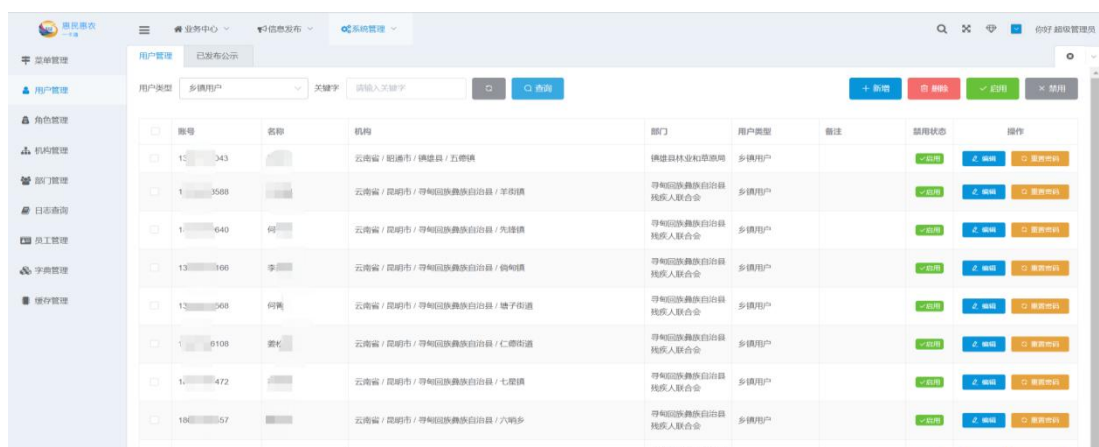 惠民惠农
一卡通
业务中心
信息发布
系统管理
你好 超级管理员
菜单管理
用户管理
角色管理
机构管理
部门管理
日志查询
员工管理
字典管理
缓存管理
用户管理 已发布公示
用户类型 乡镇用户 关键字 请输入关键字 查询 新增 删除 启用 禁用
账号 名称 机构 部门 用户类型 备注 禁用状态 操作
13 043 云南省 / 昭通市 / 镇雄县 / 五德镇 镇雄县林业和草原局 乡镇用户 启用 编辑 重置密码
1 3588 云南省 / 昆明市 / 寻甸回族彝族自治县 / 羊街镇 寻甸回族彝族自治县 乡镇用户 启用 编辑 重置密码
残疾人联合会
640 何 云南省 / 昆明市 / 寻甸回族彝族自治县 / 先锋镇 寻甸回族彝族自治县 乡镇用户 启用 编辑 重置密码
残疾人联合会
13 166 李 云南省 / 昆明市 / 寻甸回族彝族自治县 / 倘甸镇 寻甸回族彝族自治县 乡镇用户 启用 编辑 重置密码
残疾人联合会
13 568 何 云南省 / 昆明市 / 寻甸回族彝族自治县 / 塘子街道 寻甸回族彝族自治县 乡镇用户 启用 编辑 重置密码
残疾人联合会
1 8108 云南省 / 昆明市 / 寻甸回族彝族自治县 / 仁德街道 寻甸回族彝族自治县 乡镇用户 启用 编辑 重置密码
残疾人联合会
472 云南省 / 昆明市 / 寻甸回族彝族自治县 / 七星镇 寻甸回族彝族自治县 乡镇用户 启用 编辑 重置密码
残疾人联合会
18 57 云南省 / 昆明市 / 寻甸回族彝族自治县 / 六哨乡 寻甸回族彝族自治县 乡镇用户 启用 编辑 重置密码
残疾人联合会